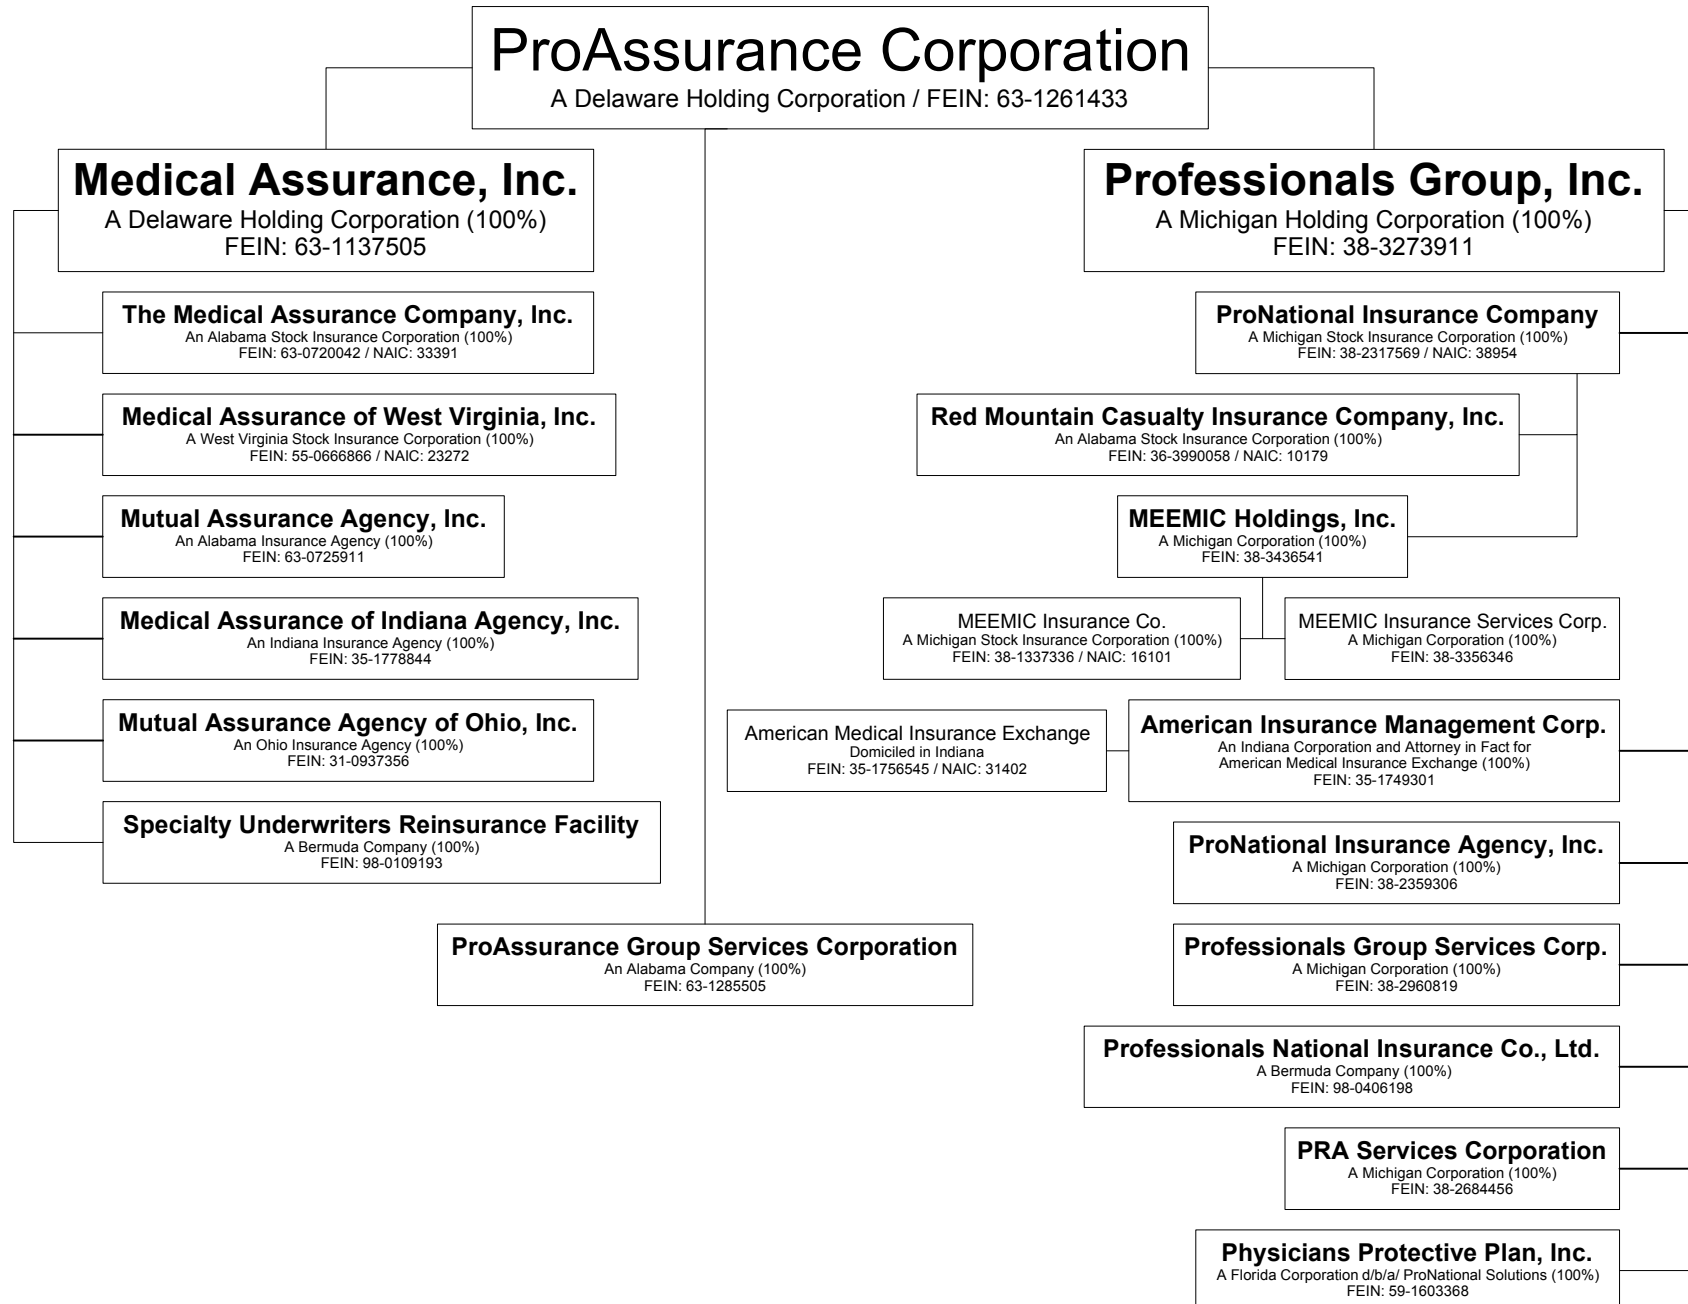 ProAssurance Corporation
A Delaware Holding Corporation / FEIN: 63-1261433
Medical Assurance, Inc.
A Delaware Holding Corporation (100%)
FEIN: 63-1137505
The Medical Assurance Company, Inc.
An Alabama Stock Insurance Corporation (100%)
FEIN: 63-0720042 / NAIC: 33391
Medical Assurance of West Virginia, Inc.
A West Virginia Stock Insurance Corporation (100%)
FEIN: 55-0666866 / NAIC: 23272
Mutual Assurance Agency, Inc.
An Alabama Insurance Agency (100%)
FEIN: 63-0725911
Medical Assurance of Indiana Agency, Inc.
An Indiana Insurance Agency (100%)
FEIN: 35-1778844
Mutual Assurance Agency of Ohio, Inc.
An Ohio Insurance Agency (100%)
FEIN: 31-0937356
Specialty Underwriters Reinsurance Facility
A Bermuda Company (100%)
FEIN: 98-0109193
ProAssurance Group Services Corporation
An Alabama Company (100%)
FEIN: 63-1285505
Professionals Group, Inc.
A Michigan Holding Corporation (100%)
FEIN: 38-3273911
ProNational Insurance Company
A Michigan Stock Insurance Corporation (100%)
FEIN: 38-2317569 / NAIC: 38954
Red Mountain Casualty Insurance Company, Inc.
An Alabama Stock Insurance Corporation (100%)
FEIN: 36-3990058 / NAIC: 10179
MEEMIC Holdings, Inc.
A Michigan Corporation (100%)
FEIN: 38-3436541
MEEMIC Insurance Co.
A Michigan Stock Insurance Corporation (100%)
FEIN: 38-1337336 / NAIC: 16101
MEEMIC Insurance Services Corp.
A Michigan Corporation (100%)
FEIN: 38-3356346
American Medical Insurance Exchange
Domiciled in Indiana
FEIN: 35-1756545 / NAIC: 31402
American Insurance Management Corp.
An Indiana Corporation and Attorney in Fact for
American Medical Insurance Exchange (100%)
FEIN: 35-1749301
ProNational Insurance Agency, Inc.
A Michigan Corporation (100%)
FEIN: 38-2359306
Professionals Group Services Corp.
A Michigan Corporation (100%)
FEIN: 38-2960819
Professionals National Insurance Co., Ltd.
A Bermuda Company (100%)
FEIN: 98-0406198
PRA Services Corporation
A Michigan Corporation (100%)
FEIN: 38-2684456
Physicians Protective Plan, Inc.
A Florida Corporation d/b/a/ ProNational Solutions (100%)
FEIN: 59-1603368